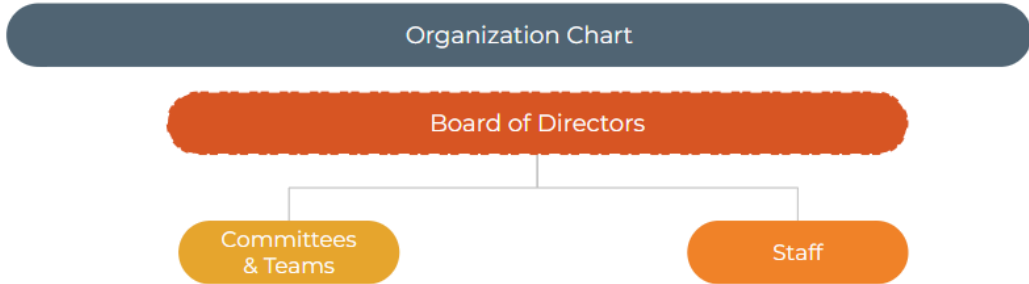 Organization Chart
Board of Directors
Committees
& Teams
Staff